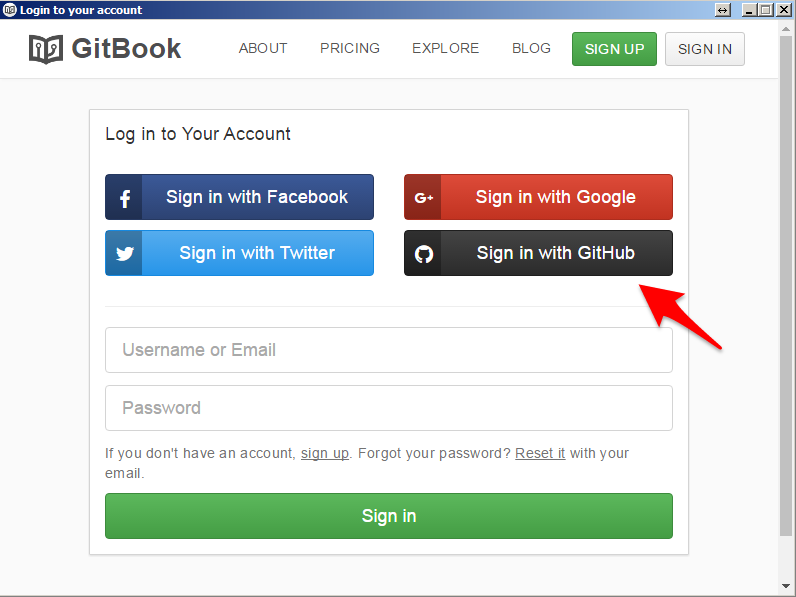 Login to your account
GitBook ABOUT PRICING EXPLORE BLOG SIGN UP SIGN IN
Log in to Your Account
Sign in with Facebook
G+ Sign in with Google
Sign in with Twitter
Sign in with GitHub
Username or Email
Password
If you don't have an account, sign up. Forgot your password? Reset it with your
email.
Sign in